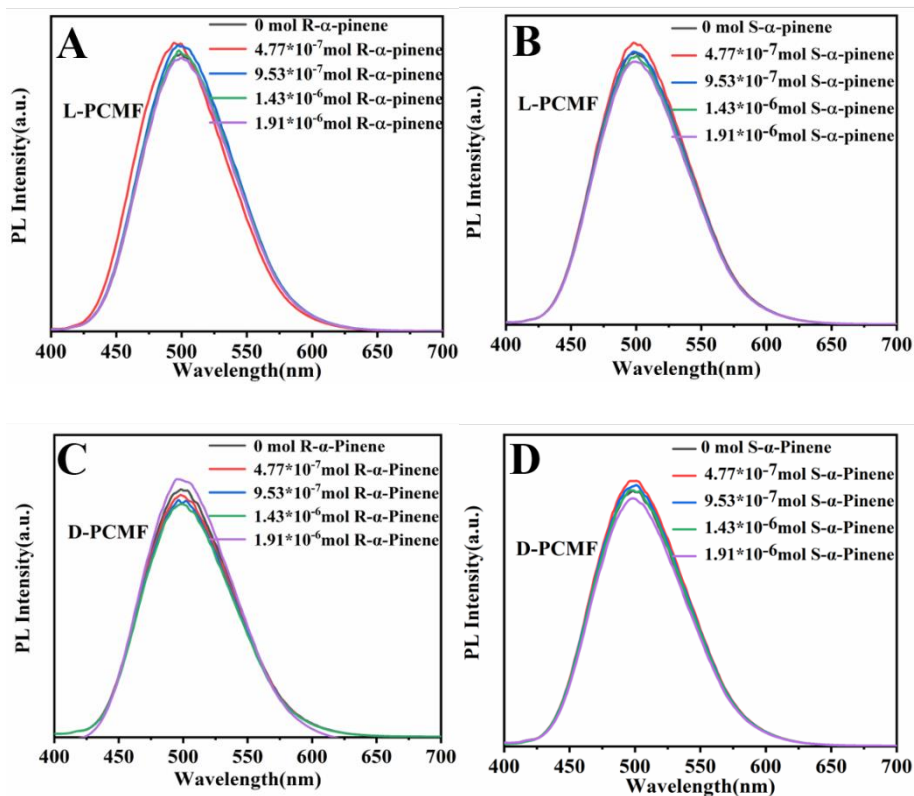 A
0 mol R-α-pinene
4.77*10⁻⁷mol R-α-pinene
9.53*10⁻⁷mol R-α-pinene
1.43*10⁻⁶mol R-α-pinene
1.91*10⁻⁶mol R-α-pinene
L-PCMF
PL Intensity(a.u.)
400 450 500 550 600 650 700
Wavelength(nm)
B
0 mol S-α-pinene
4.77*10⁻⁷mol S-α-pinene
9.53*10⁻⁷mol S-α-pinene
1.43*10⁻⁶mol S-α-pinene
1.91*10⁻⁶mol S-α-pinene
L-PCMF
PL Intensity(a.u.)
400 450 500 550 600 650 700
Wavelength(nm)
C
0 mol R-α-Pinene
4.77*10⁻⁷mol R-α-Pinene
9.53*10⁻⁷mol R-α-Pinene
1.43*10⁻⁶mol R-α-Pinene
1.91*10⁻⁶mol R-α-Pinene
D-PCMF
PL Intensity(a.u.)
400 450 500 550 600 650 700
Wavelength(nm)
D
0 mol S-α-Pinene
4.77*10⁻⁷mol S-α-Pinene
9.53*10⁻⁷mol S-α-Pinene
1.43*10⁻⁶mol S-α-Pinene
1.91*10⁻⁶mol S-α-Pinene
D-PCMF
PL Intensity(a.u.)
400 450 500 550 600 650 700
Wavelength(nm)